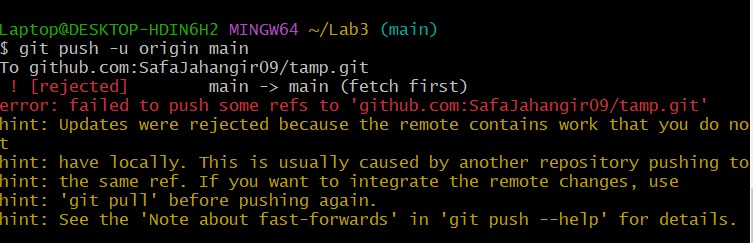 Laptop@DESKTOP-HDIN6H2 MINGW64 ~/Lab3 (main)
$ git push -u origin main
To github.com:SafaJahangir09/tamp.git
 ! [rejected]        main -> main (fetch first)
error: failed to push some refs to 'github.com:SafaJahangir09/tamp.git'
hint: Updates were rejected because the remote contains work that you do no
t
hint: have locally. This is usually caused by another repository pushing to
hint: the same ref. If you want to integrate the remote changes, use
hint: 'git pull' before pushing again.
hint: See the 'Note about fast-forwards' in 'git push --help' for details.